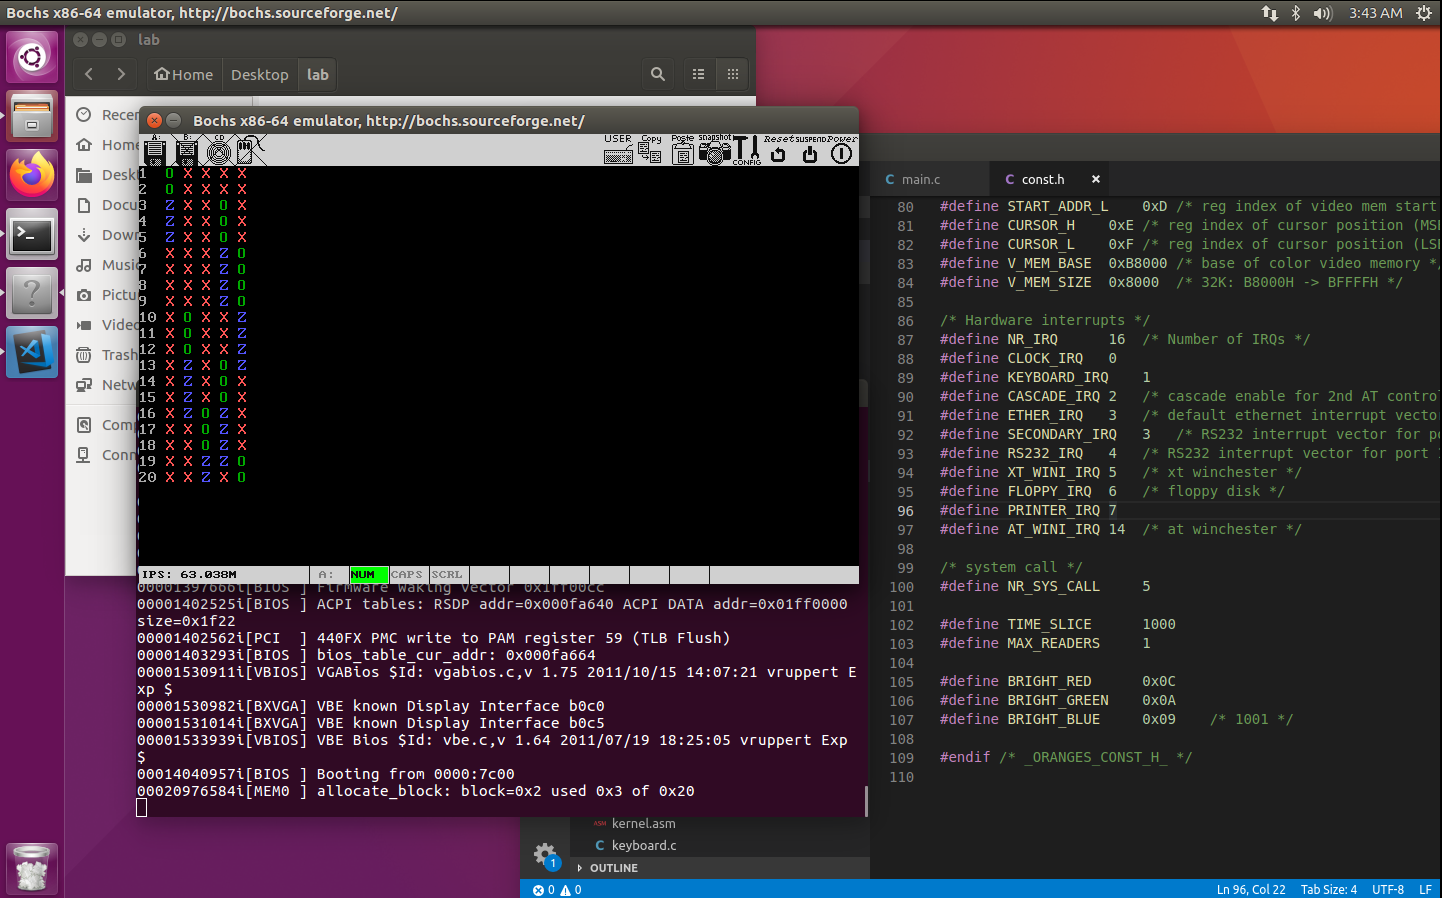 Bochs x86-64 emulator, http://bochs.sourceforge.net/
3:43 AM
lab
Home
Desktop
lab
Recen
Home
Deskt
Docu
Down
Music
Pictu
Video
Trash
Netw
Comp
Conn
Bochs x86-64 emulator, http://bochs.sourceforge.net/
A:
B:
CD
USER
Copy
Paste
snapshot
CONFIG
Reset
SUSPEND
Power
1 O X X X X
2 O X X X X
3 Z X X O X
4 Z X X O X
5 Z X X O X
6 X X X Z O
7 X X X Z O
8 X X X Z O
9 X X X Z O
10 X O X X Z
11 X O X X Z
12 X O X X Z
13 X Z X O Z
14 X Z X O X
15 X Z X O X
16 X Z O Z X
17 X X O Z X
18 X X O Z X
19 X X Z Z O
20 X X Z X O
IPS: 63.038M
A:
NUM
CAPS
SCRL
00001397666i[BIOS ] Firmware waking vector 0x1ff00cc
00001402525i[BIOS ] ACPI tables: RSDP addr=0x000fa640 ACPI DATA addr=0x01ff0000
size=0x1f22
00001402562i[PCI  ] 440FX PMC write to PAM register 59 (TLB Flush)
00001403293i[BIOS ] bios_table_cur_addr: 0x000fa664
00001530911i[VBIOS] VGABios $Id: vgabios.c,v 1.75 2011/10/15 14:07:21 vruppert E
xp $
00001530982i[BXVGA] VBE known Display Interface b0c0
00001531014i[BXVGA] VBE known Display Interface b0c5
00001533939i[VBIOS] VBE Bios $Id: vbe.c,v 1.64 2011/07/19 18:25:05 vruppert Exp
$
00014040957i[BIOS ] Booting from 0000:7c00
00020976584i[MEM0 ] allocate_block: block=0x2 used 0x3 of 0x20
C main.c
C const.h
80 #define START_ADDR_L 0xD /* reg index of video mem start
81 #define CURSOR_H 0xE /* reg index of cursor position (MSB
82 #define CURSOR_L 0xF /* reg index of cursor position (LSB
83 #define V_MEM_BASE 0xB8000 /* base of color video memory */
84 #define V_MEM_SIZE 0x8000 /* 32K: B8000H -> BFFFFH */
85
86 /* Hardware interrupts */
87 #define NR_IRQ 16 /* Number of IRQs */
88 #define CLOCK_IRQ 0
89 #define KEYBOARD_IRQ 1
90 #define CASCADE_IRQ 2 /* cascade enable for 2nd AT contro
91 #define ETHER_IRQ 3 /* default ethernet interrupt vecto
92 #define SECONDARY_IRQ 3 /* RS232 interrupt vector for po
93 #define RS232_IRQ 4 /* RS232 interrupt vector for port 1
94 #define XT_WINI_IRQ 5 /* xt winchester */
95 #define FLOPPY_IRQ 6 /* floppy disk */
96 #define PRINTER_IRQ 7
97 #define AT_WINI_IRQ 14 /* at winchester */
98
99 /* system call */
100 #define NR_SYS_CALL 5
101
102 #define TIME_SLICE 1000
103 #define MAX_READERS 1
104
105 #define BRIGHT_RED 0x0C
106 #define BRIGHT_GREEN 0x0A
107 #define BRIGHT_BLUE 0x09 /* 1001 */
108
109 #endif /* _ORANGES_CONST_H_ */
110
ASM kernel.asm
C keyboard.c
OUTLINE
1
0 0
Ln 96, Col 22
Tab Size: 4
UTF-8
LF